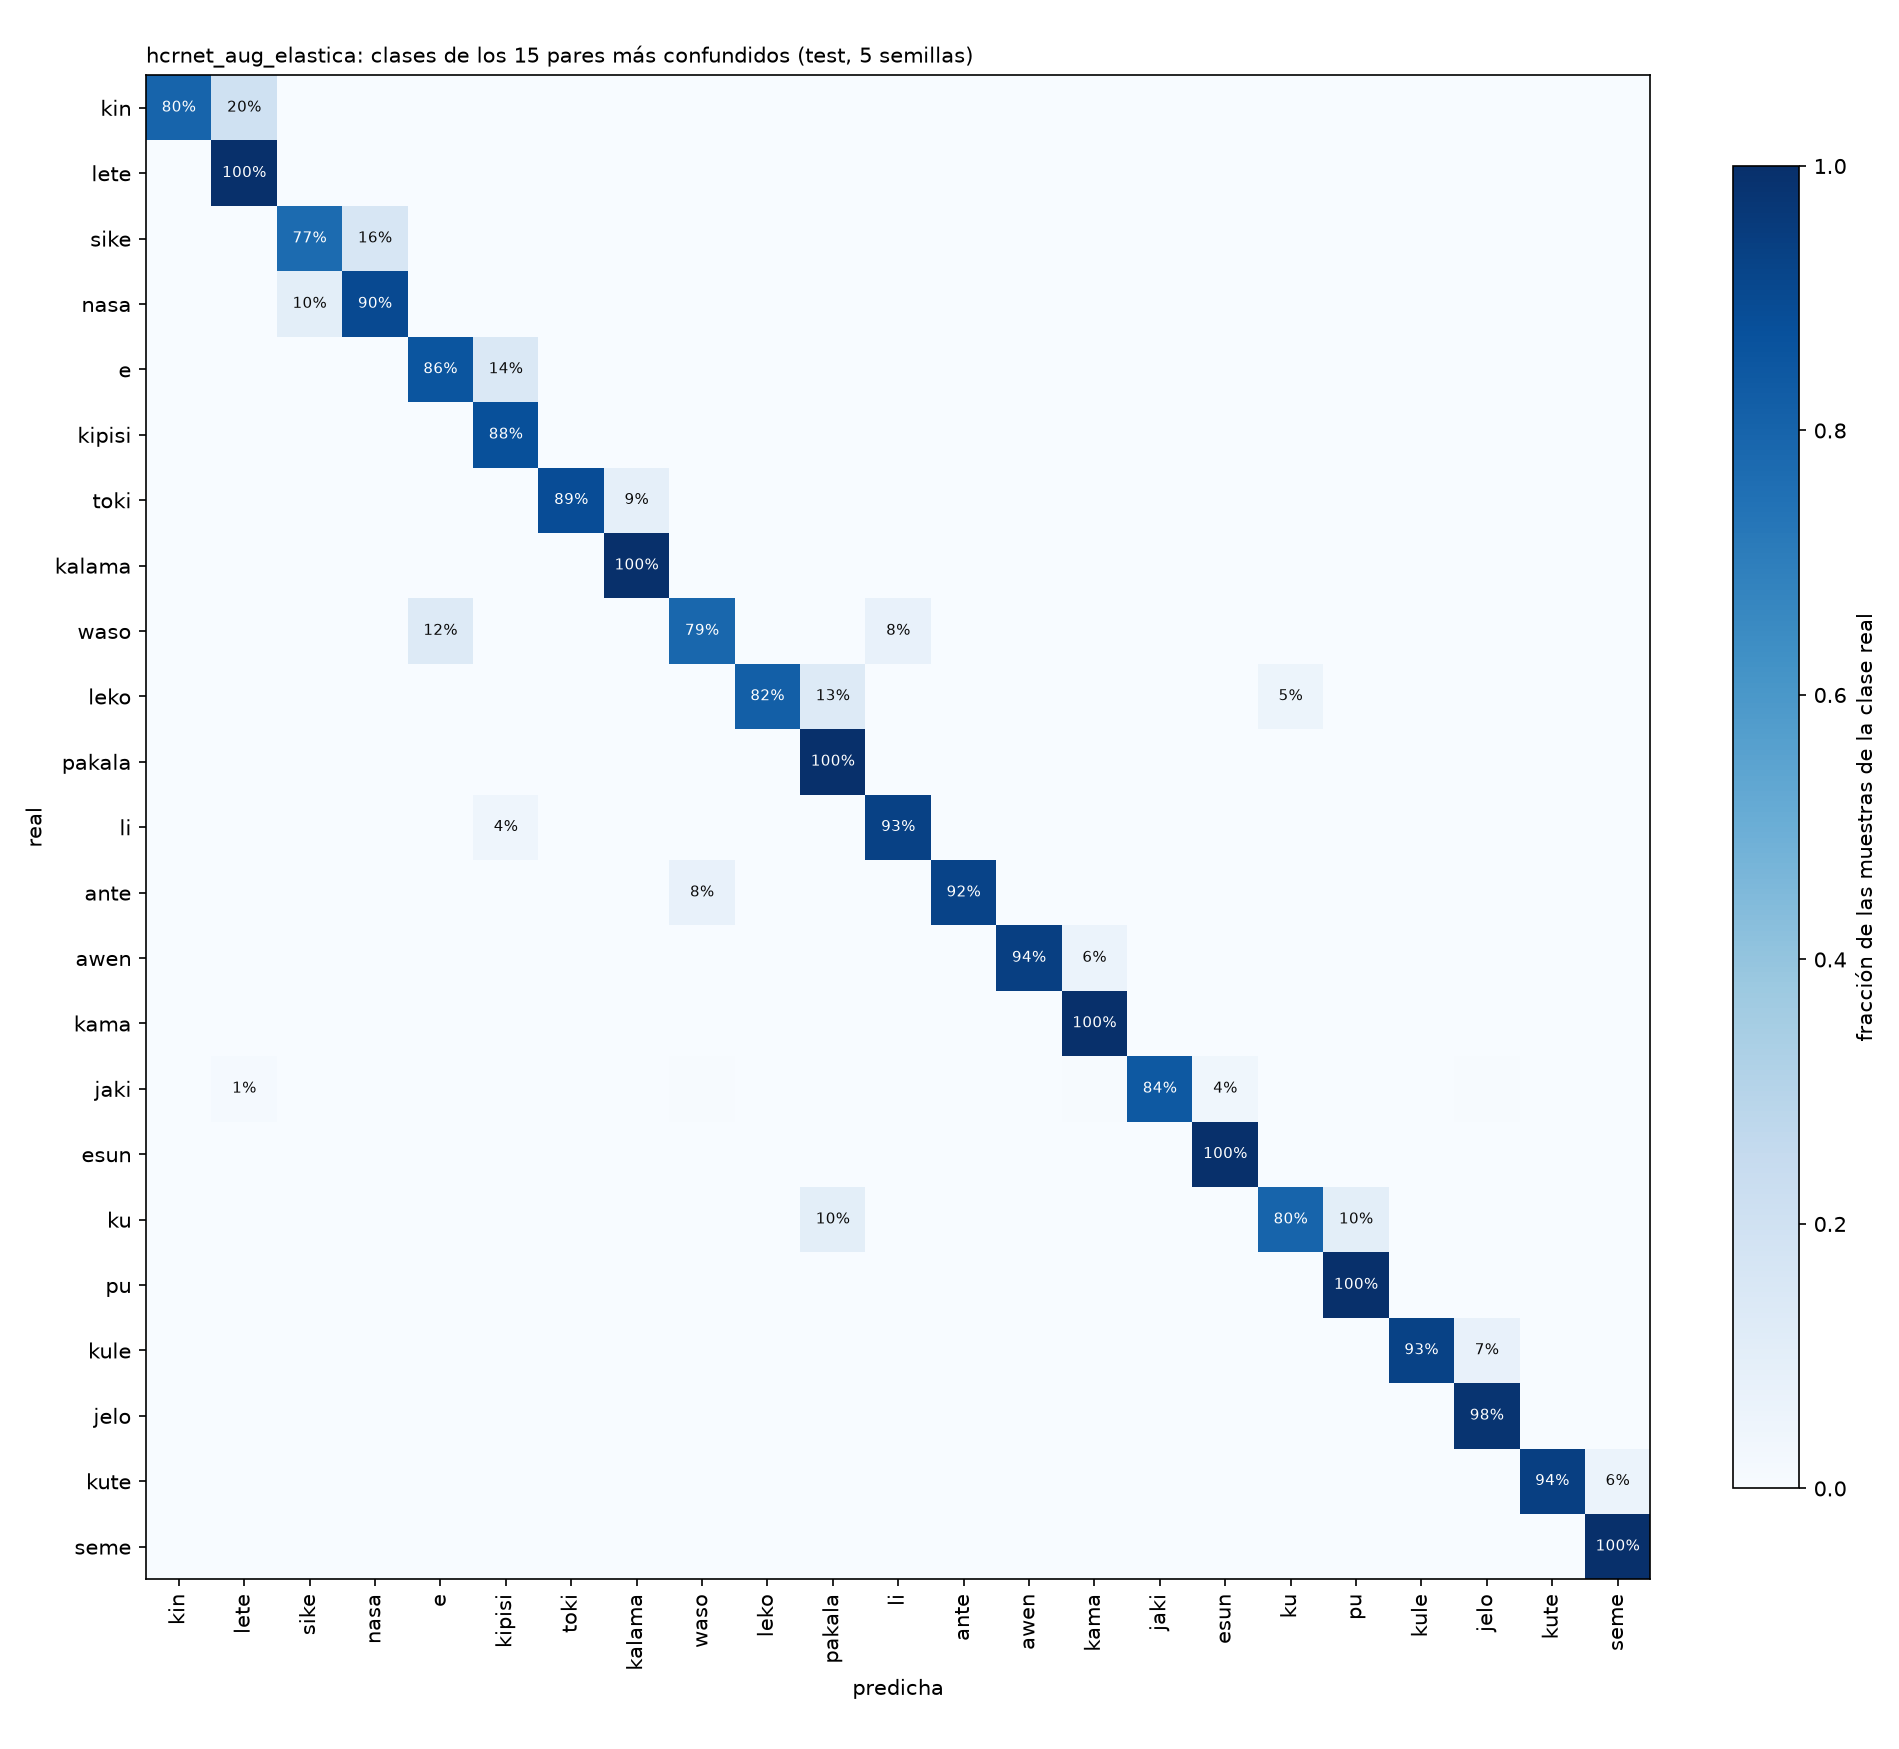 hcrnet_aug_elastica: clases de los 15 pares más confundidos (test, 5 semillas)
kin 80% 20%
lete 100%
sike 77% 16%
nasa 10% 90%
e 86% 14%
kipisi 88%
toki 89% 9%
kalama 100%
waso 12% 79% 8%
leko 82% 13% 5%
pakala 100%
li 4% 93%
ante 8% 92%
awen 94% 6%
kama 100%
jaki 1% 84% 4%
esun 100%
ku 10% 80% 10%
pu 100%
kule 93% 7%
jelo 98%
kute 94% 6%
seme 100%
real
kin lete sike nasa e kipisi toki kalama waso leko pakala li ante awen kama jaki esun ku pu kule jelo kute seme
predicha
1.0
0.8
0.6
0.4
0.2
0.0
fracción de las muestras de la clase real